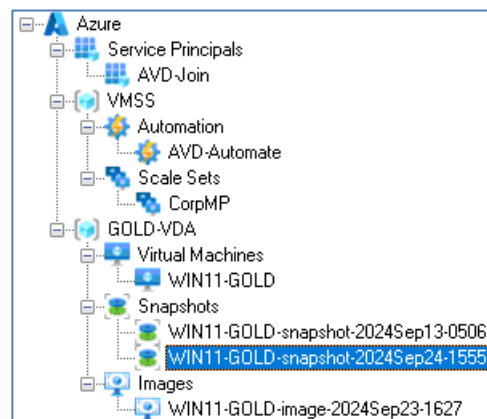 Azure
Service Principals
AVD-Join
VMSS
Automation
AVD-Automate
Scale Sets
CorpMP
GOLD-VDA
Virtual Machines
WIN11-GOLD
Snapshots
WIN11-GOLD-snapshot-2024Sep13-0506
WIN11-GOLD-snapshot-2024Sep24-1555
Images
WIN11-GOLD-image-2024Sep23-1627